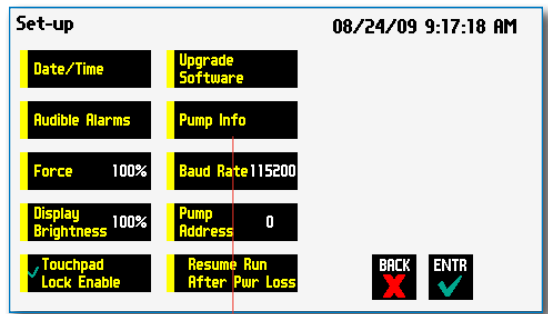 Set-up
08/24/09 9:17:18 AM
Date/Time
Upgrade
Software
Audible Alarms
Pump Info
Force 100%
Baud Rate 115200
Display
Brightness 100%
Pump
Address 0
Touchpad
Lock Enable
Resume Run
After Pwr Loss
BACK
ENTR